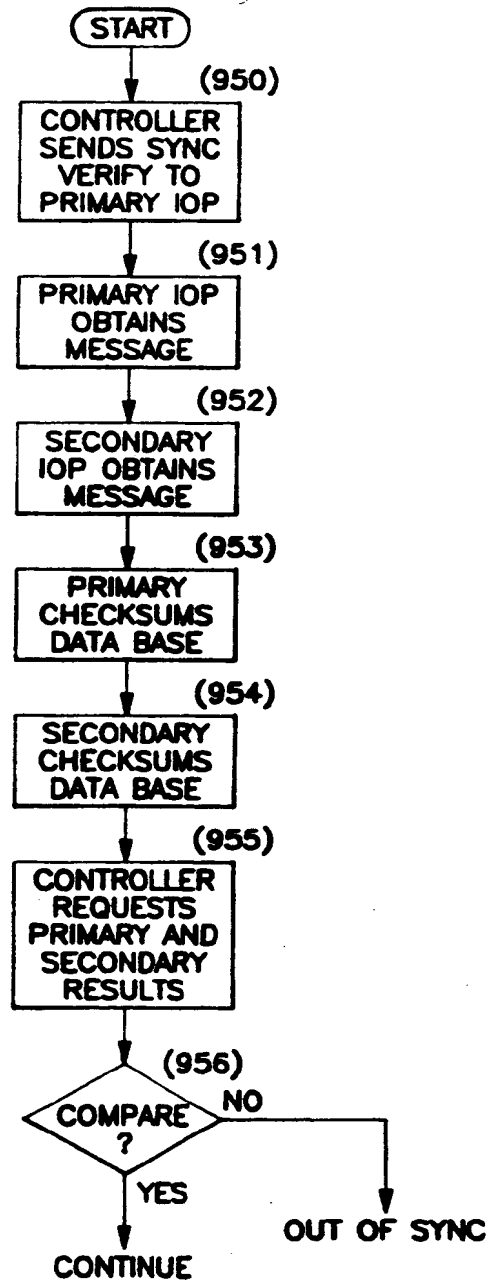 START
(950)
CONTROLLER
SENDS SYNC
VERIFY TO
PRIMARY IOP
(951)
PRIMARY IOP
OBTAINS
MESSAGE
(952)
SECONDARY
IOP OBTAINS
MESSAGE
(953)
PRIMARY
CHECKSUMS
DATA BASE
(954)
SECONDARY
CHECKSUMS
DATA BASE
(955)
CONTROLLER
REQUESTS
PRIMARY AND
SECONDARY
RESULTS
(956)
COMPARE
?
NO
YES
OUT OF SYNC
CONTINUE